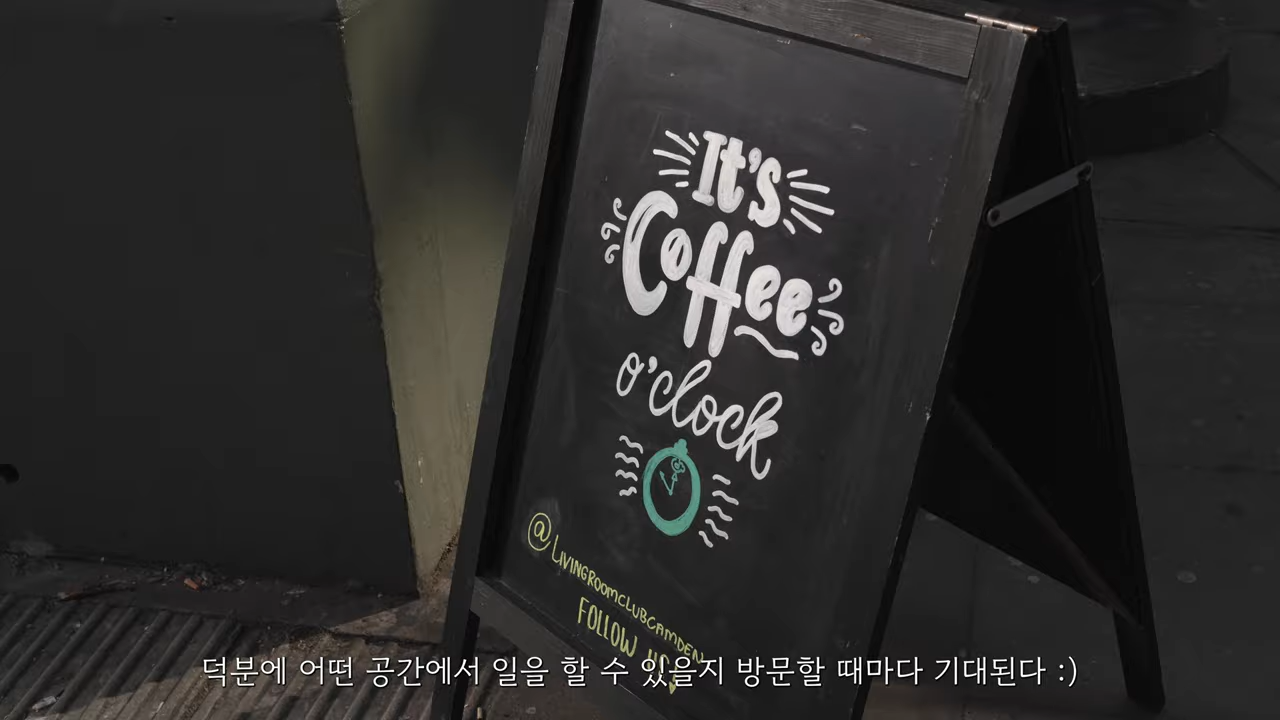 It's
Coffee
o'clock
@LIVINGROOMCLUBCAMDEN
FOLLOW US
덕분에 어떤 공간에서 일을 할 수 있을지 방문할 때마다 기대된다 :)